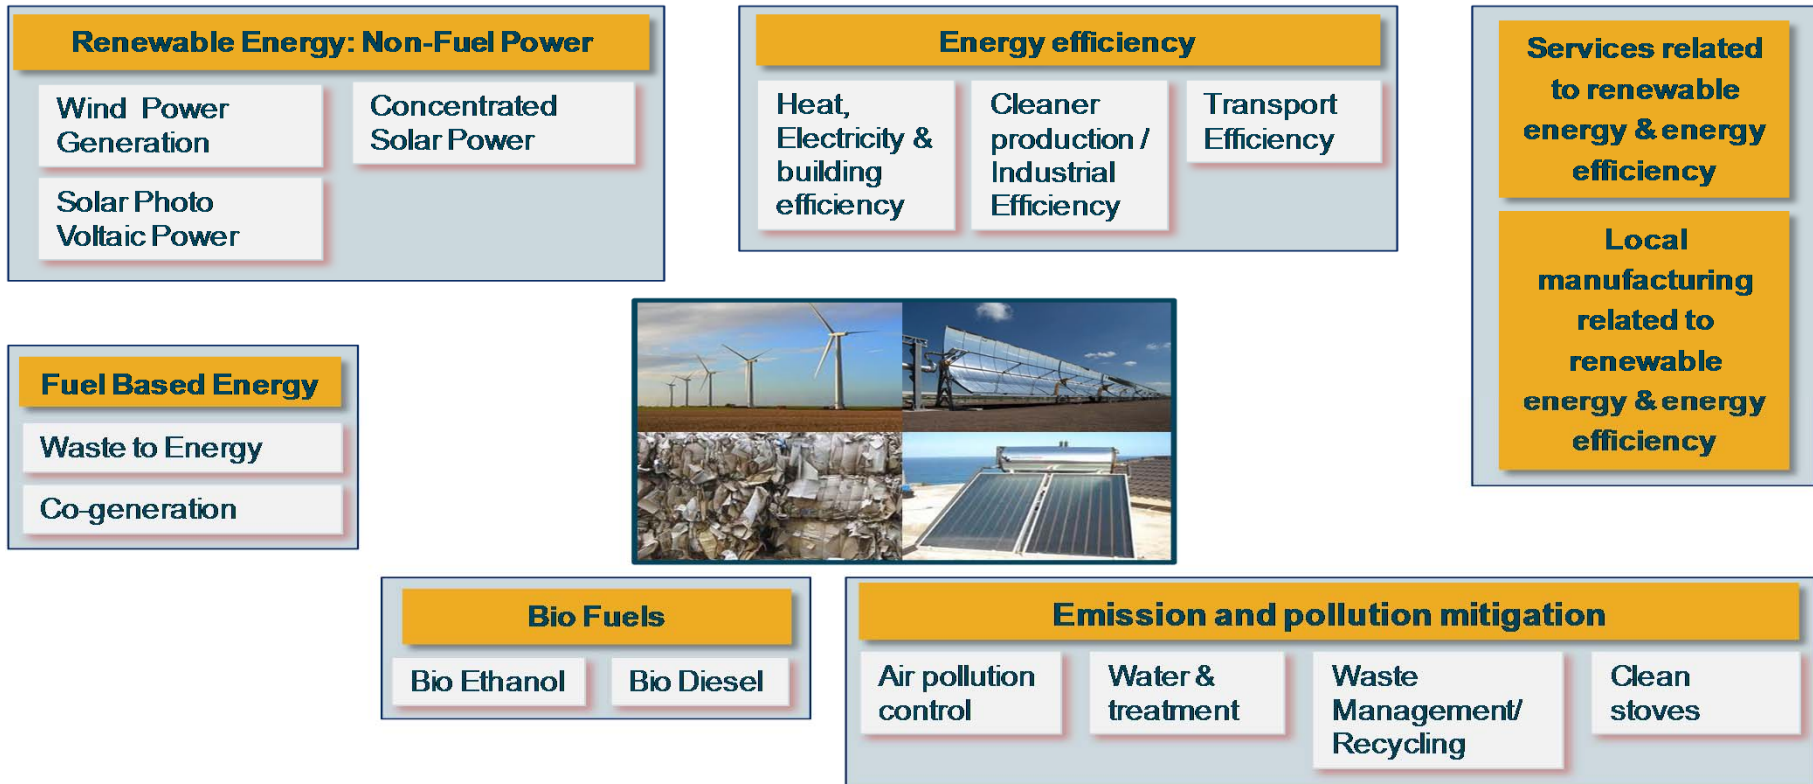 Renewable Energy: Non-Fuel Power
Wind Power
Generation
Concentrated
Solar Power
Solar Photo
Voltaic Power
Energy efficiency
Heat,
Electricity &
building
efficiency
Cleaner
production /
Industrial
Efficiency
Transport
Efficiency
Services related
to renewable
energy & energy
efficiency
Local
manufacturing
related to
renewable
energy & energy
efficiency
Fuel Based Energy
Waste to Energy
Co-generation
Bio Fuels
Bio Ethanol
Bio Diesel
Emission and pollution mitigation
Air pollution
control
Water &
treatment
Waste
Management/
Recycling
Clean
stoves